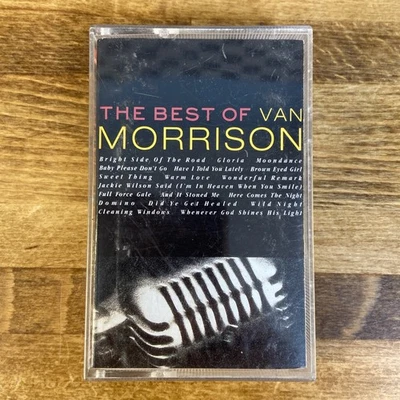 THE BEST OF VAN
MORRISON
Bright Side Of The Road Gloria Moondance
Baby Please Don't Go Have I Told You Lately Brown Eyed Girl
Sweet Thing Warm Love Wonderful Remark
Jackie Wilson Said (I'm In Heaven When You Smile)
Full Force Gale And It Stoned Me Here Comes The Night
Domino Did Ye Get Healed Wild Night
Cleaning Windows Whenever God Shines His Light